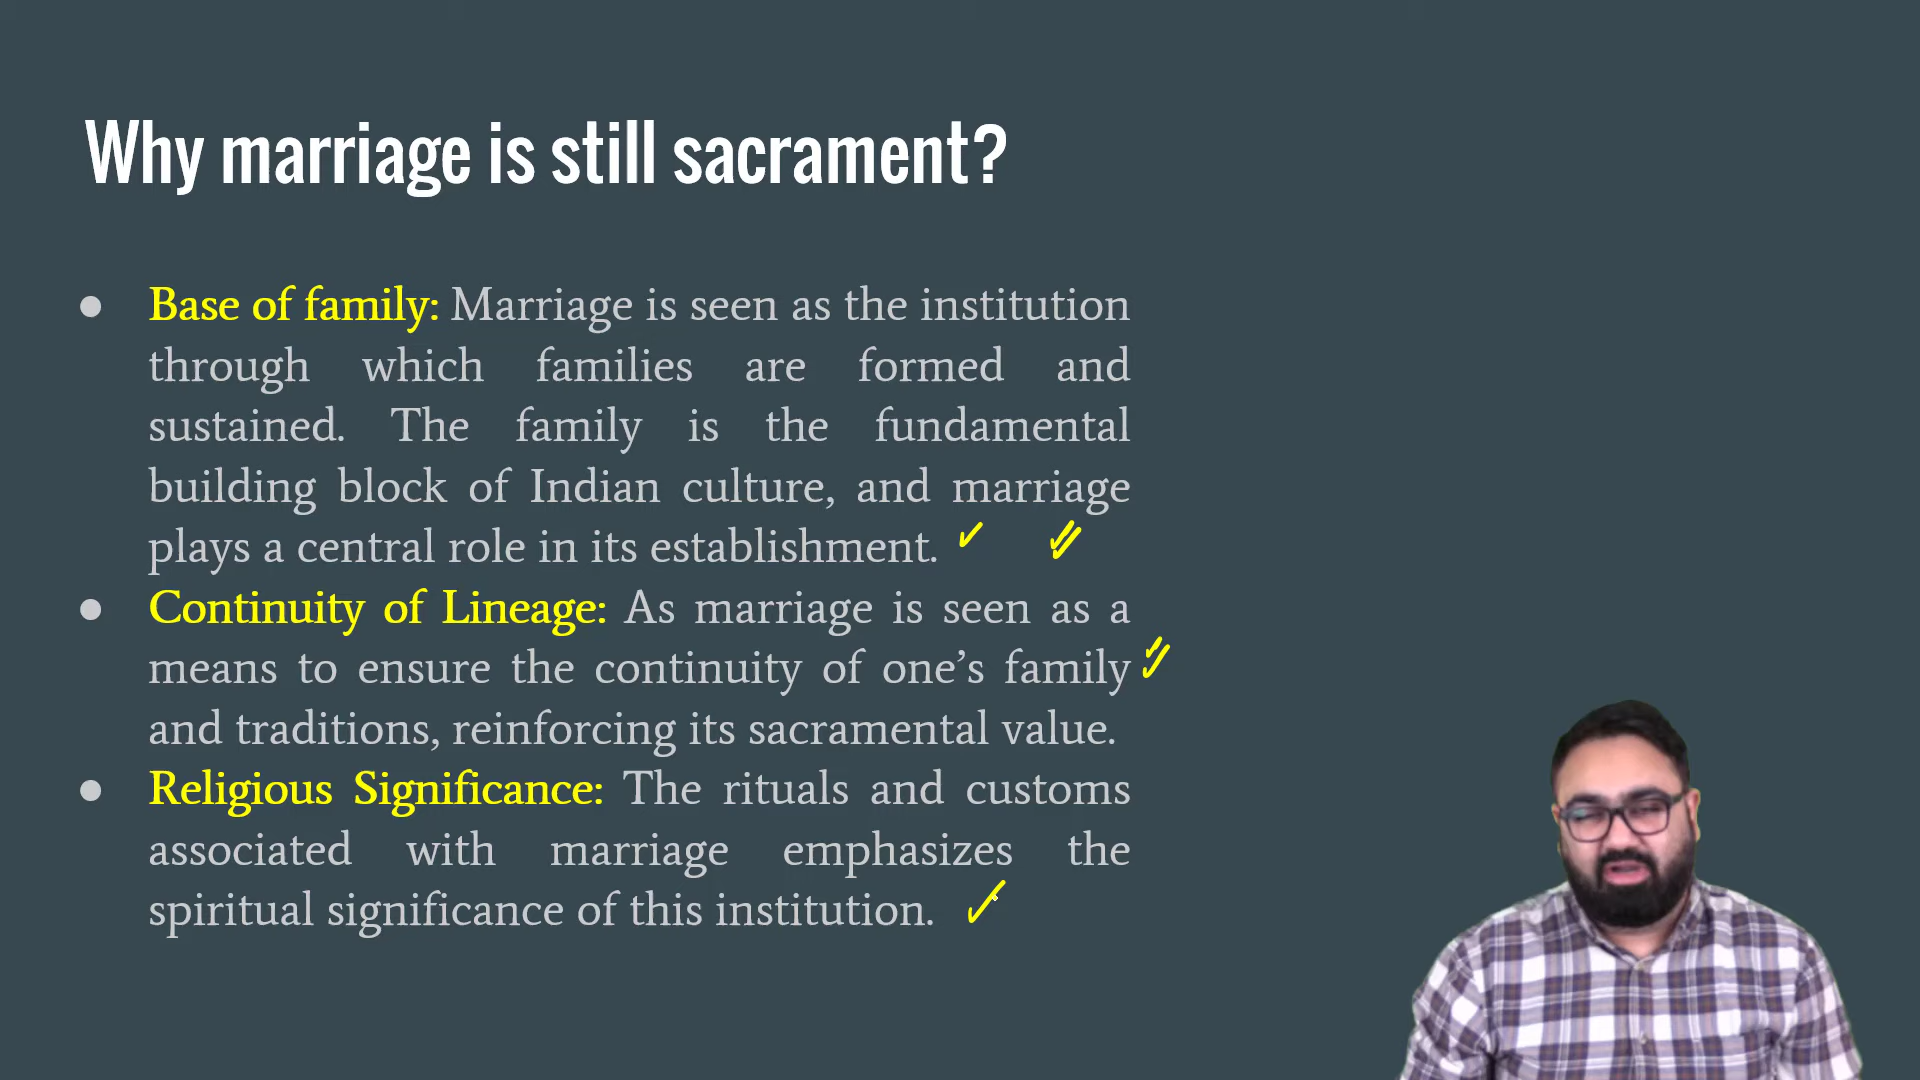 Why marriage is still sacrament?
● Base of family: Marriage is seen as the institution
through which families are formed and
sustained. The family is the fundamental
building block of Indian culture, and marriage
plays a central role in its establishment.
● Continuity of Lineage: As marriage is seen as a
means to ensure the continuity of one’s family
and traditions, reinforcing its sacramental value.
● Religious Significance: The rituals and customs
associated with marriage emphasizes the
spiritual significance of this institution.